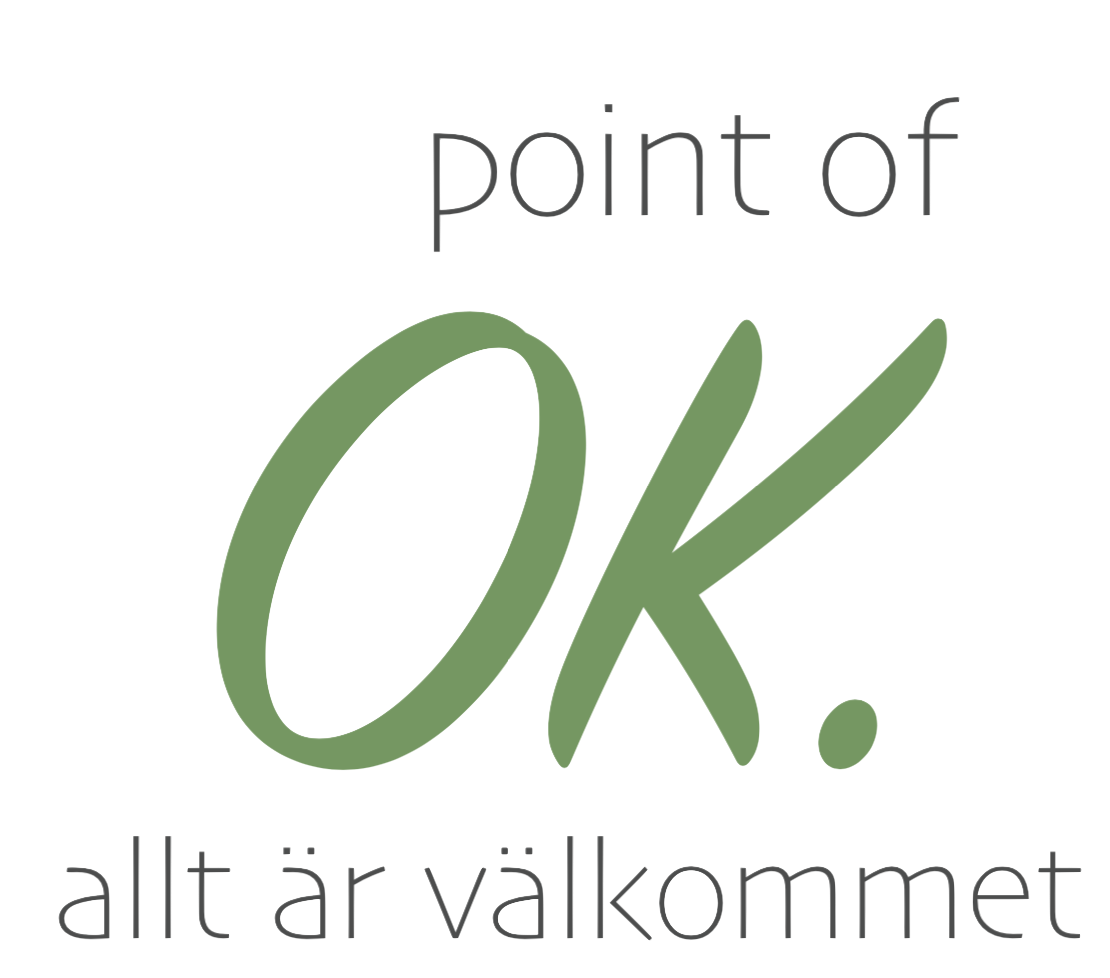 point of
OK.
allt är välkommet